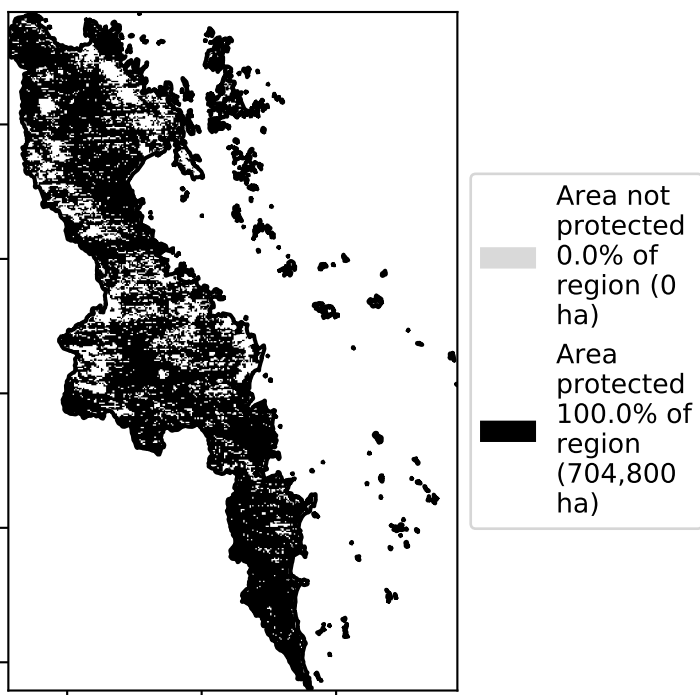 Area not
protected
0.0% of
region (0
ha)
Area
protected
100.0% of
region
(704,800
ha)